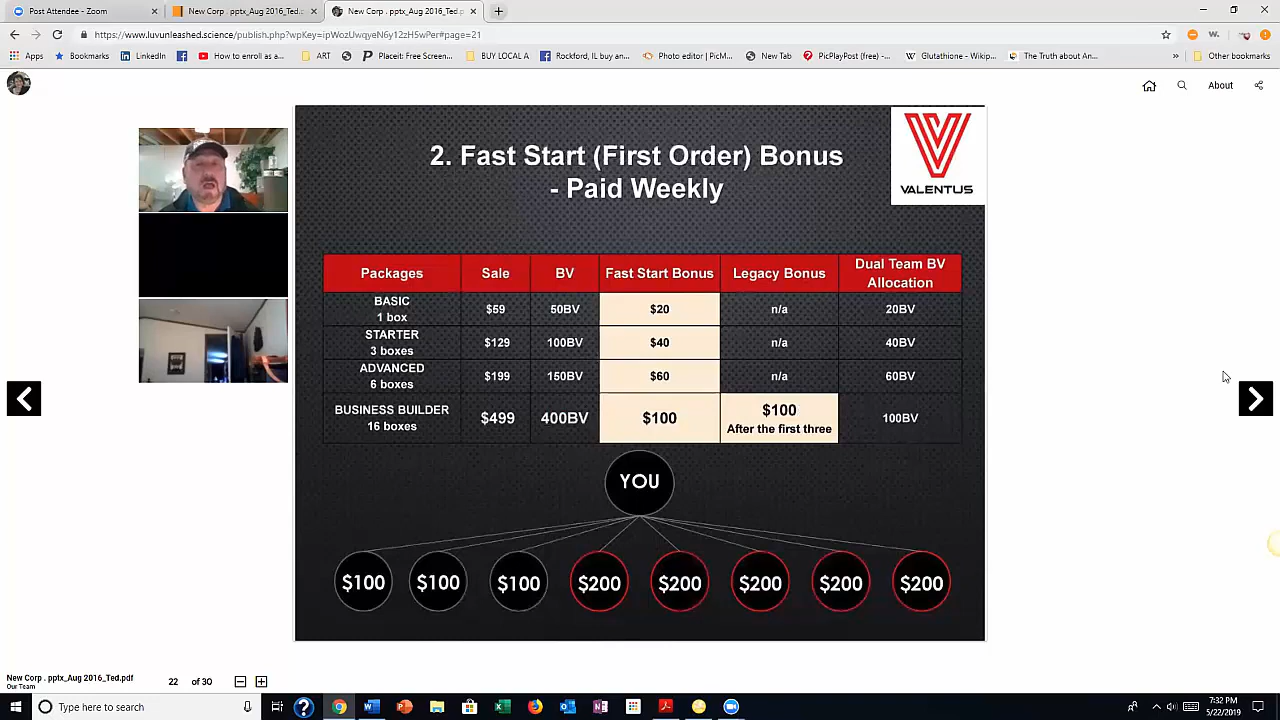 Post Attendee - Zoom
New Corp . pptx_Aug 2016_Ted.pdf
New Corp . pptx_Aug 2016_Ted.pdf
https://www.luvunleashed.science/publish.php?wpKey=ipWozUwqyeN6y12zH5wPer#page=21
Apps
Bookmarks
LinkedIn
How to enroll as a...
ART
Placeit: Free Screen...
BUY LOCAL A
Rockford, IL buy an...
Photo editor | PicM...
New Tab
PicPlayPost (free) -...
Glutathione - Wikip...
The Truth about An...
Other bookmarks
About
2. Fast Start (First Order) Bonus
- Paid Weekly
VALENTUS
Packages Sale BV Fast Start Bonus Legacy Bonus Dual Team BV Allocation
BASIC
1 box $59 50BV $20 n/a 20BV
STARTER
3 boxes $129 100BV $40 n/a 40BV
ADVANCED
6 boxes $199 150BV $60 n/a 60BV
BUSINESS BUILDER
16 boxes $499 400BV $100 $100 After the first three 100BV
YOU
$100 $100 $100 $200 $200 $200 $200 $200
New Corp . pptx_Aug 2016_Ted.pdf
Our Team
22 of 30
Type here to search
7:32 PM
5/22/2019